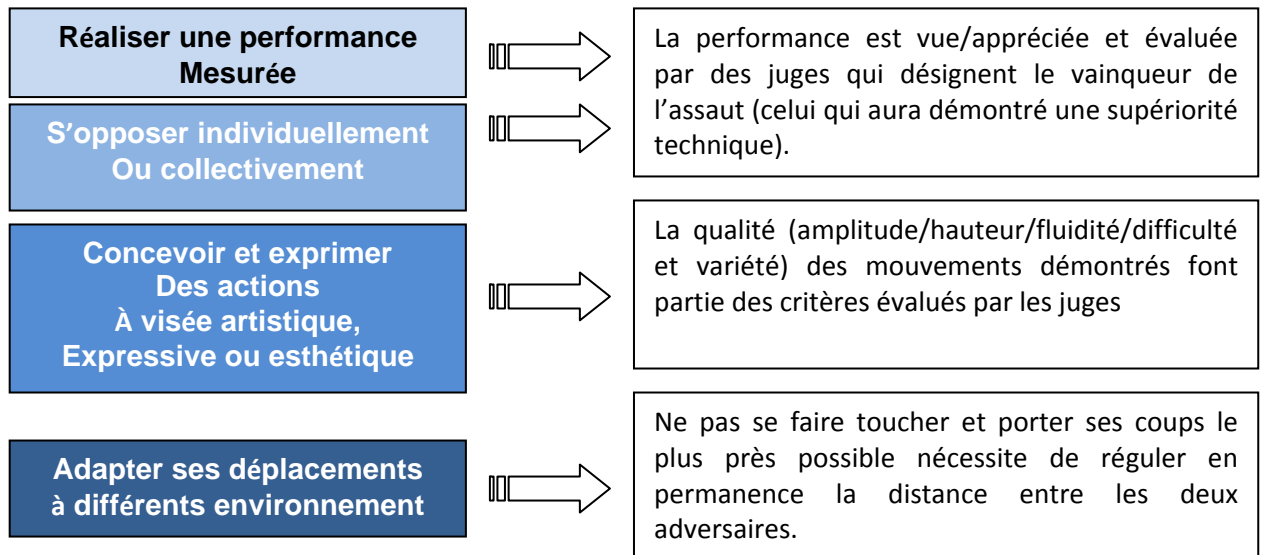 Réaliser une performance
Mesurée
La performance est vue/appréciée et évaluée
par des juges qui désignent le vainqueur de
l’assaut (celui qui aura démontré une supériorité
technique).
S’opposer individuellement
Ou collectivement
Concevoir et exprimer
Des actions
À visée artistique,
Expressive ou esthétique
La qualité (amplitude/hauteur/fluidité/difficulté
et variété) des mouvements démontrés font
partie des critères évalués par les juges
Adapter ses déplacements
à différents environnement
Ne pas se faire toucher et porter ses coups le
plus près possible nécessite de réguler en
permanence la distance entre les deux
adversaires.